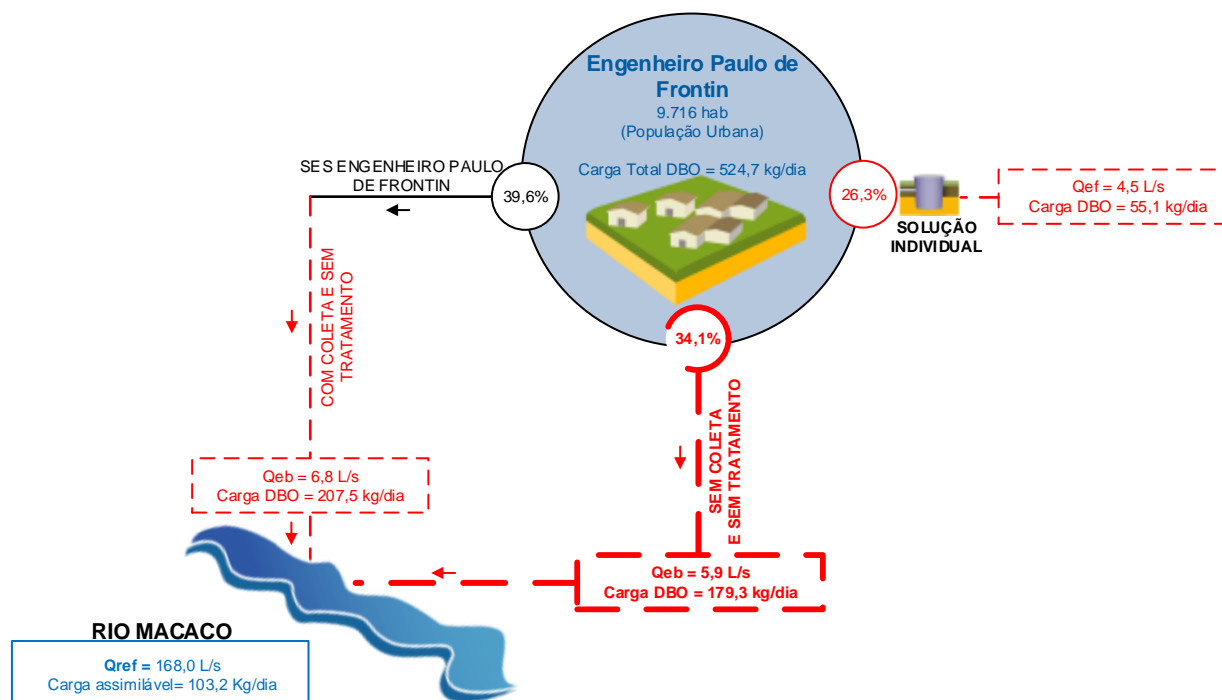 Engenheiro Paulo de
Frontin
9.716 hab
(População Urbana)
Carga Total DBO = 524,7 kg/dia
SES ENGENHEIRO PAULO
DE FRONTIN
39,6%
26,3%
SOLUÇÃO
INDIVIDUAL
Qef = 4,5 L/s
Carga DBO = 55,1 kg/dia
34,1%
COM COLETA E SEM
TRATAMENTO
SEM COLETA
E SEM TRATAMENTO
Qeb = 6,8 L/s
Carga DBO = 207,5 kg/dia
Qeb = 5,9 L/s
Carga DBO = 179,3 kg/dia
RIO MACACO
Qref = 168,0 L/s
Carga assimilável= 103,2 Kg/dia